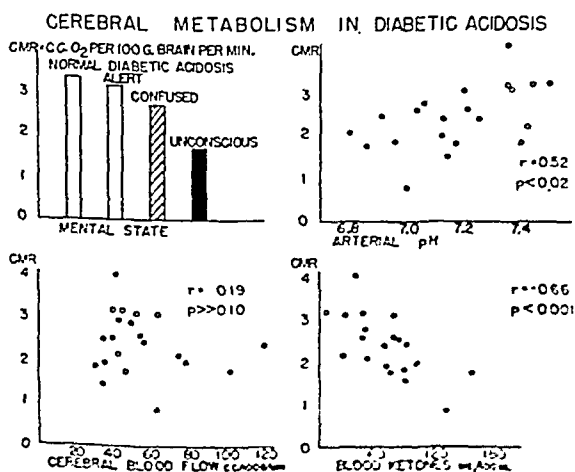 CEREBRAL METABOLISM IN DIABETIC ACIDOSIS
CMR=CC. O2 PER 100 G. BRAIN PER MIN.
NORMAL DIABETIC ACIDOSIS
ALERT
CONFUSED
UNCONSCIOUS
3
2
1
0
MENTAL STATE
4
3
2
1
0
r=0.52
p<0.02
6.8 7.0 7.2 7.4
ARTERIAL pH
CMR
4
3
2
1
0
r= 0.19
p>>0.10
20 40 60 80 100 120
CEREBRAL BLOOD FLOW
CMR
4
3
2
1
0
r=-0.66
p<0.001
BLOOD KETONES